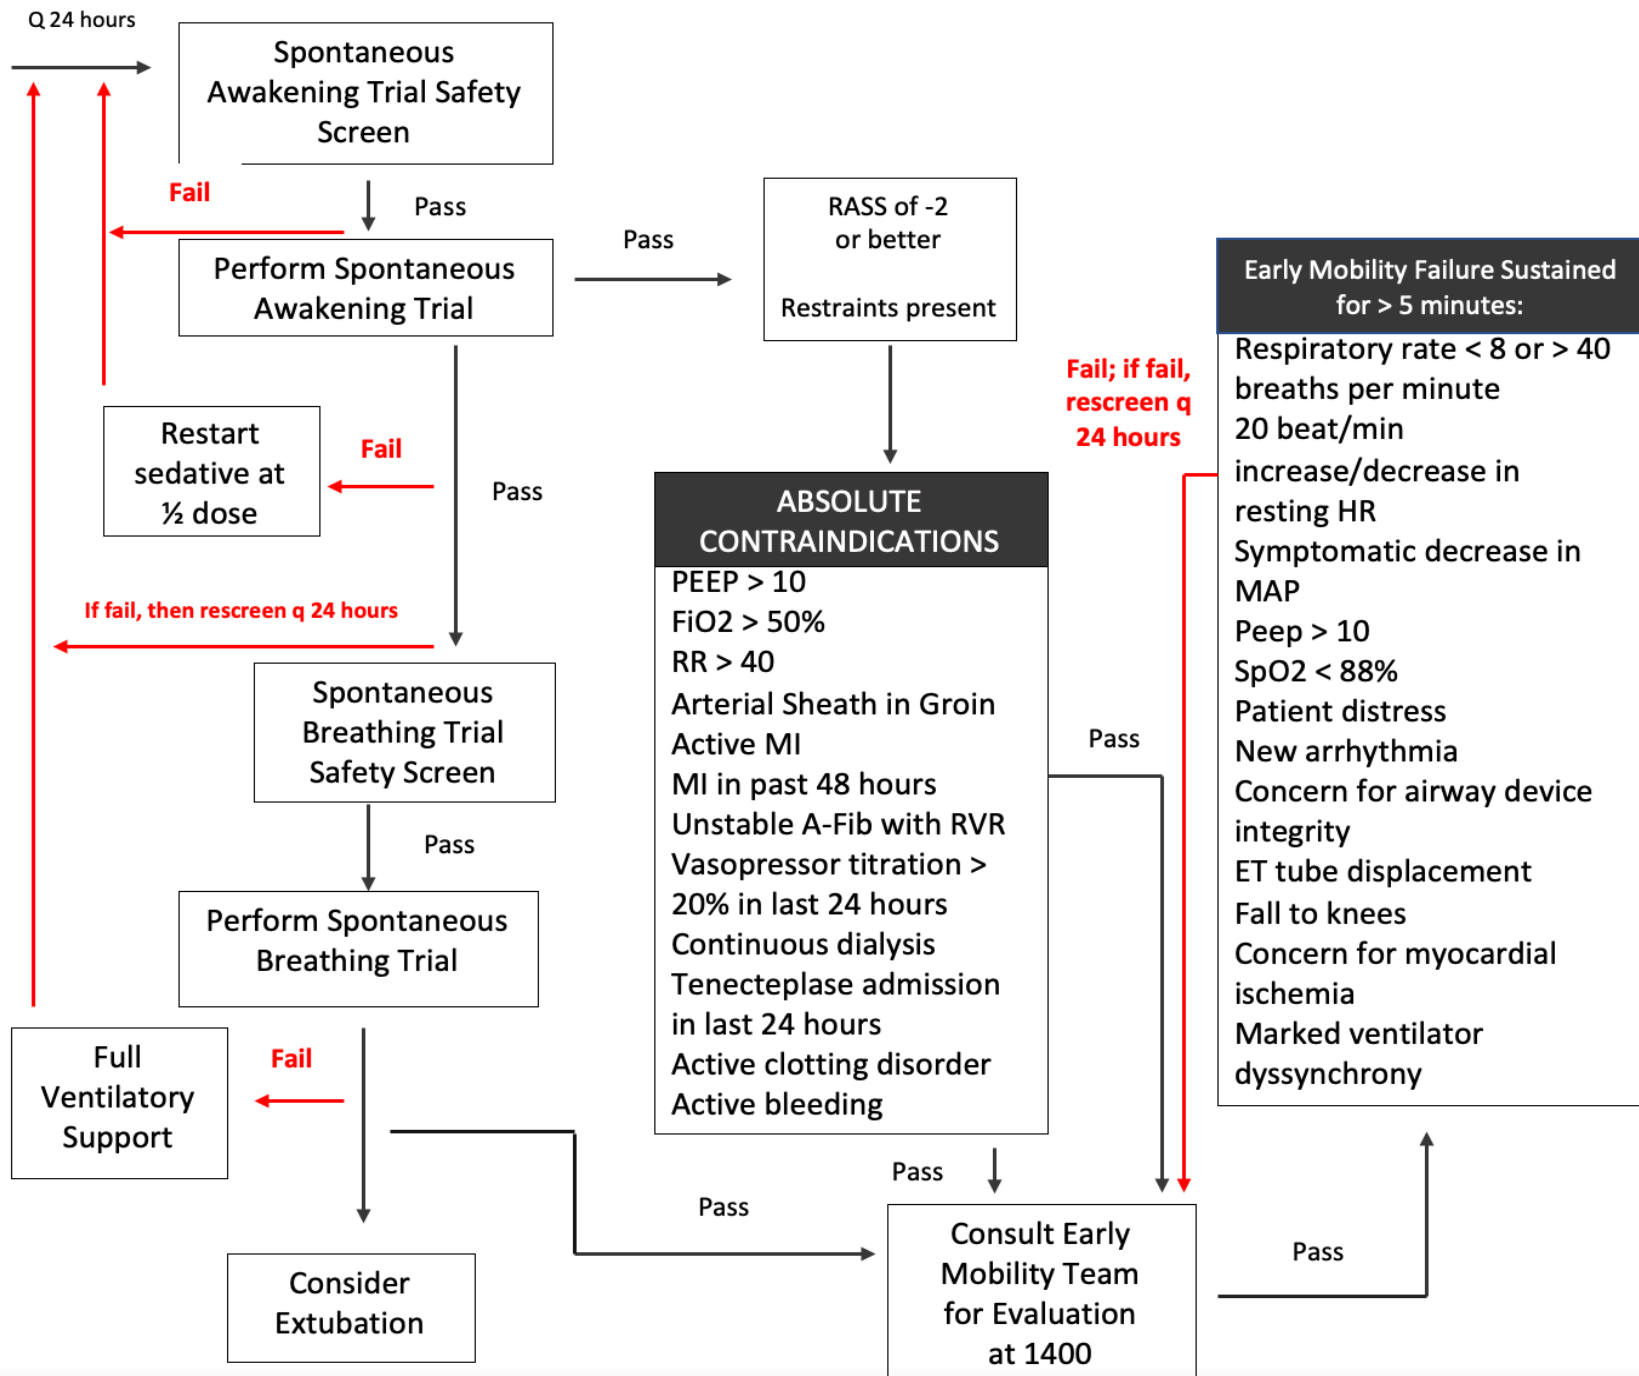 Q 24 hours
Spontaneous
Awakening Trial Safety
Screen
Fail
Pass
Perform Spontaneous
Awakening Trial
Pass
RASS of -2
or better
Restraints present
Restart
sedative at
½ dose
Fail
Pass
If fail, then rescreen q 24 hours
Spontaneous
Breathing Trial
Safety Screen
Pass
Perform Spontaneous
Breathing Trial
Full
Ventilatory
Support
Fail
Consider
Extubation
Pass
ABSOLUTE
CONTRAINDICATIONS
PEEP > 10
FiO2 > 50%
RR > 40
Arterial Sheath in Groin
Active MI
MI in past 48 hours
Unstable A-Fib with RVR
Vasopressor titration >
20% in last 24 hours
Continuous dialysis
Tenecteplase admission
in last 24 hours
Active clotting disorder
Active bleeding
Pass
Pass
Consult Early
Mobility Team
for Evaluation
at 1400
Pass
Fail; if fail,
rescreen q
24 hours
Early Mobility Failure Sustained
for > 5 minutes:
Respiratory rate < 8 or > 40
breaths per minute
20 beat/min
increase/decrease in
resting HR
Symptomatic decrease in
MAP
Peep > 10
SpO2 < 88%
Patient distress
New arrhythmia
Concern for airway device
integrity
ET tube displacement
Fall to knees
Concern for myocardial
ischemia
Marked ventilator
dyssynchrony